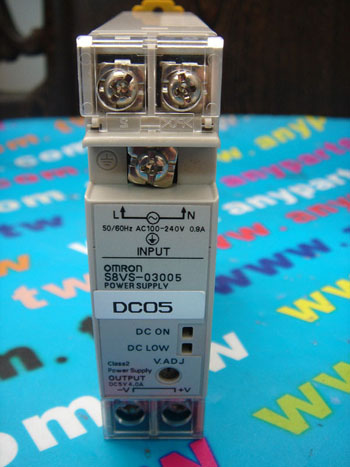 L N
50/60Hz AC100-240V 0.9A
INPUT
omron
S8VS-03005
POWER SUPPLY
DC05
DC ON
DC LOW
V.ADJ
Class2
Power Supply
OUTPUT
DC5V 4.0A
-V +V